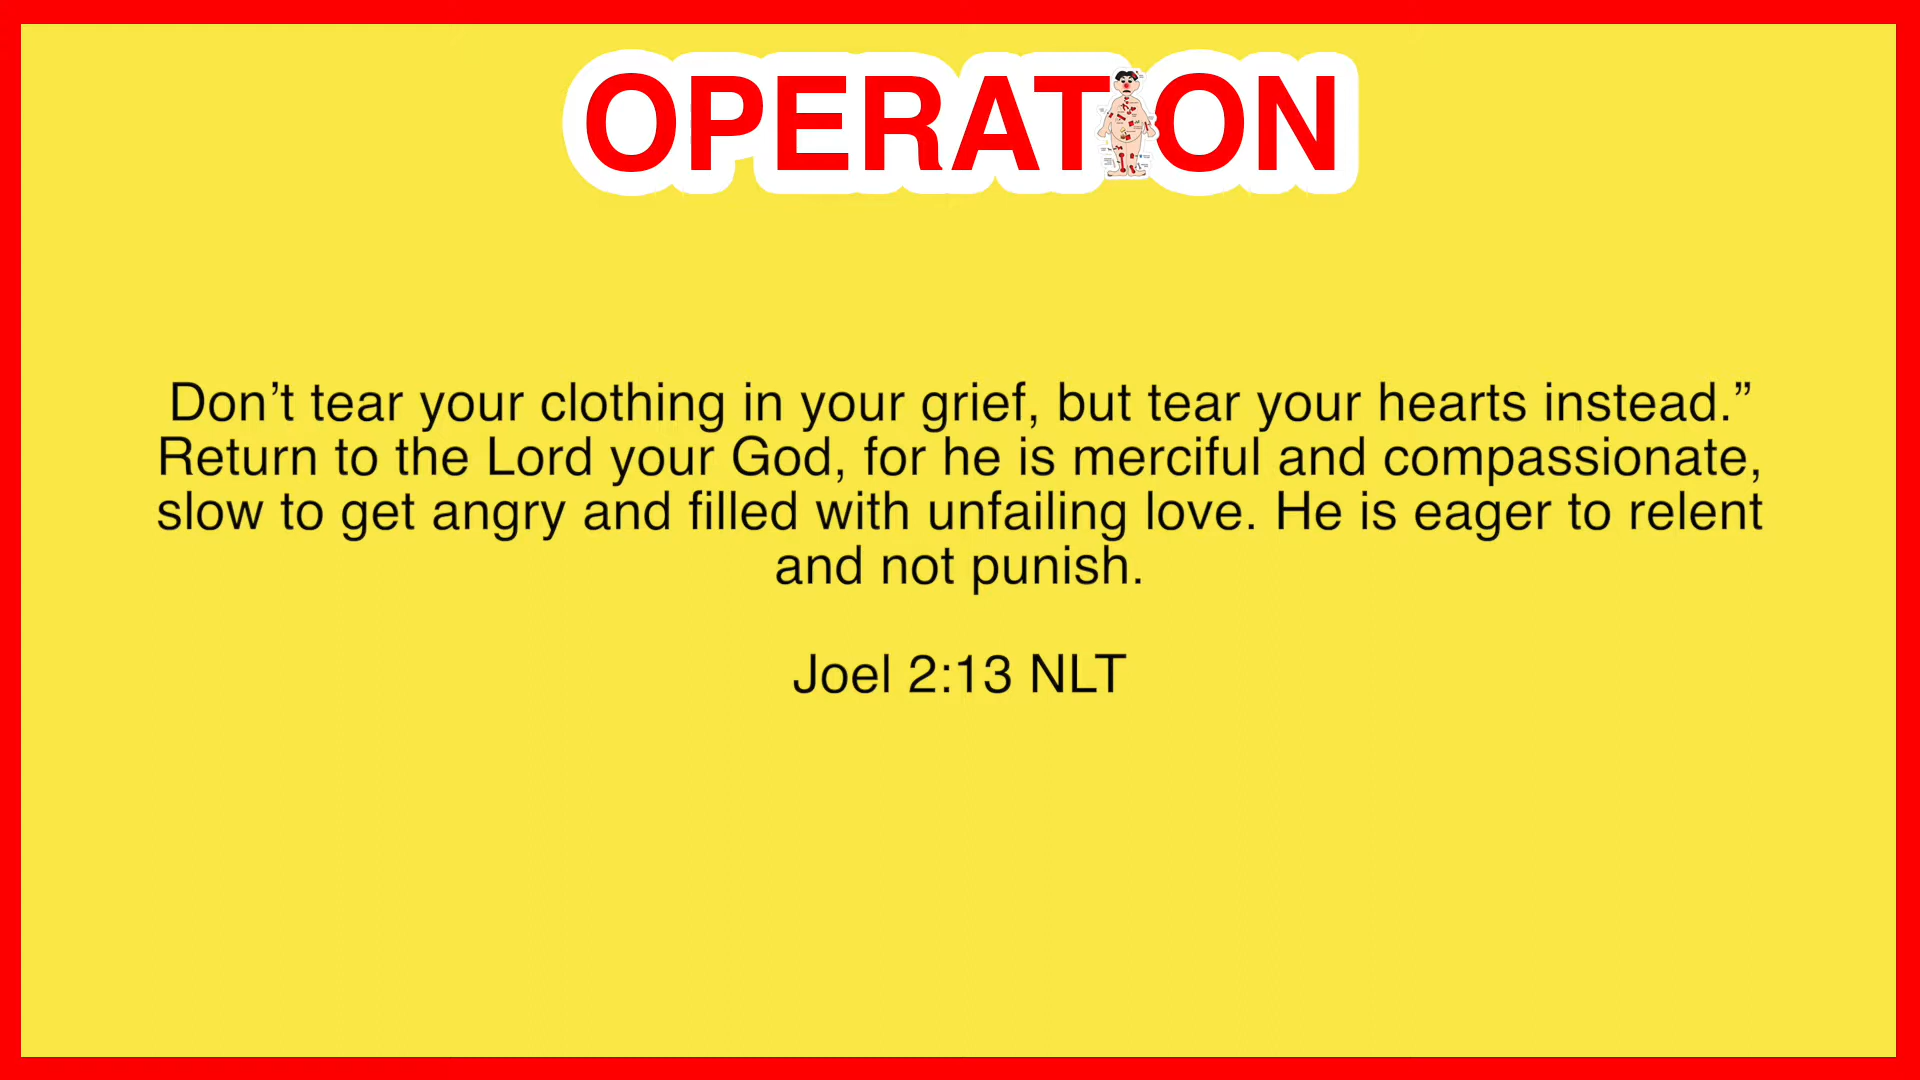 OPERATION
Don’t tear your clothing in your grief, but tear your hearts instead.”
Return to the Lord your God, for he is merciful and compassionate,
slow to get angry and filled with unfailing love. He is eager to relent
and not punish.
Joel 2:13 NLT